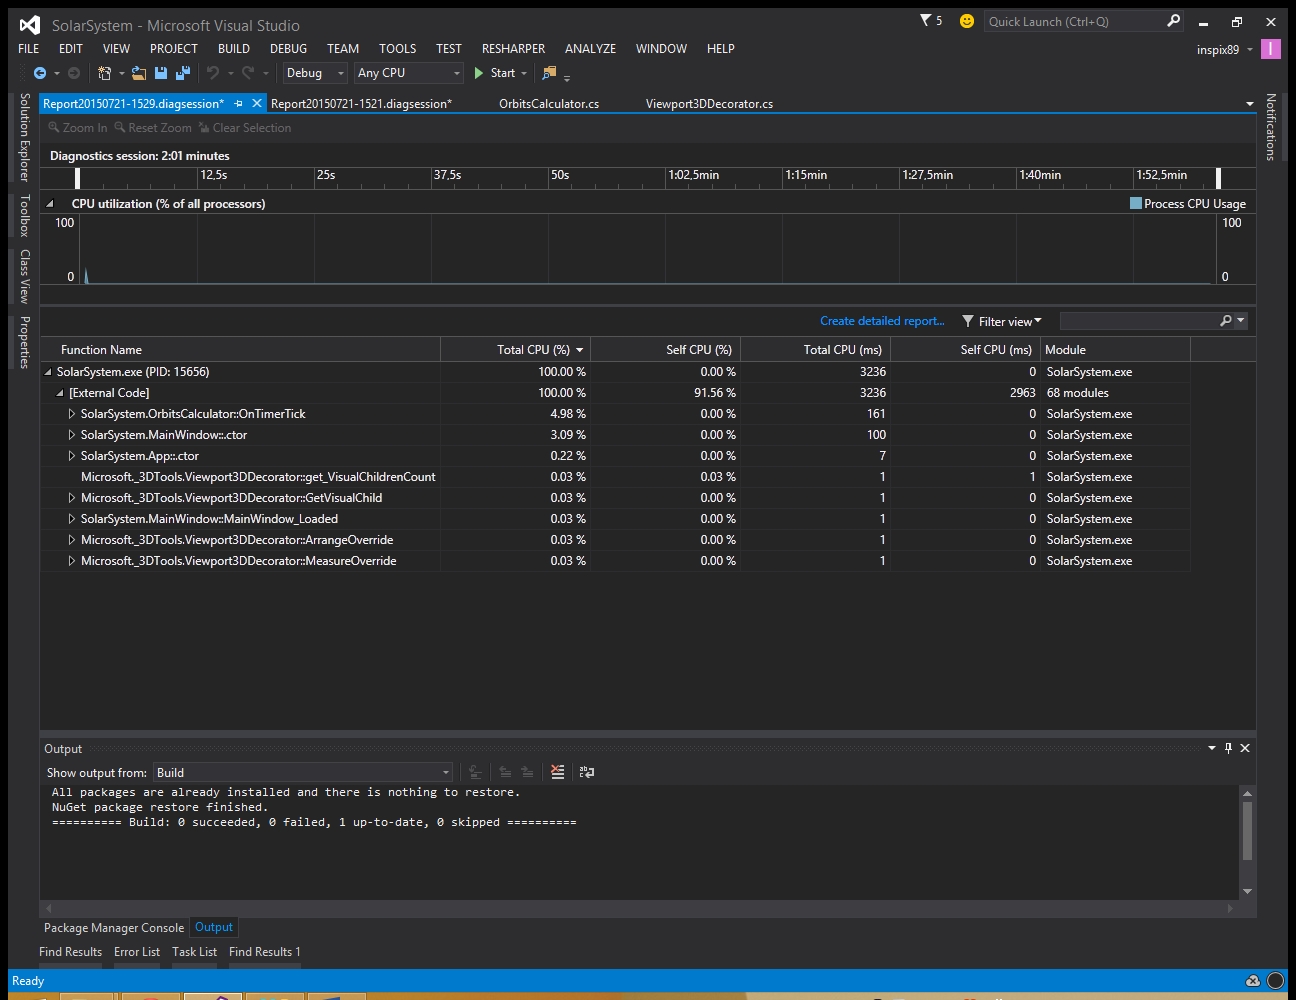 SolarSystem - Microsoft Visual Studio
5
Quick Launch (Ctrl+Q)
FILE EDIT VIEW PROJECT BUILD DEBUG TEAM TOOLS TEST RESHARPER ANALYZE WINDOW HELP
inspix89
I
Debug Any CPU Start
Report20150721-1529.diagsession* Report20150721-1521.diagsession* OrbitsCalculator.cs Viewport3DDecorator.cs
Solution Explorer
Toolbox
Class View
Properties
Notifications
Zoom In Reset Zoom Clear Selection
Diagnostics session: 2:01 minutes
12,5s 25s 37,5s 50s 1:02,5min 1:15min 1:27,5min 1:40min 1:52,5min
CPU utilization (% of all processors) Process CPU Usage
100 100
0 0
Create detailed report... Filter view
Function Name Total CPU (%) Self CPU (%) Total CPU (ms) Self CPU (ms) Module
SolarSystem.exe (PID: 15656) 100.00 % 0.00 % 3236 0 SolarSystem.exe
[External Code] 100.00 % 91.56 % 3236 2963 68 modules
SolarSystem.OrbitsCalculator::OnTimerTick 4.98 % 0.00 % 161 0 SolarSystem.exe
SolarSystem.MainWindow::.ctor 3.09 % 0.00 % 100 0 SolarSystem.exe
SolarSystem.App::.ctor 0.22 % 0.00 % 7 0 SolarSystem.exe
Microsoft._3DTools.Viewport3DDecorator::get_VisualChildrenCount 0.03 % 0.03 % 1 1 SolarSystem.exe
Microsoft._3DTools.Viewport3DDecorator::GetVisualChild 0.03 % 0.00 % 1 0 SolarSystem.exe
SolarSystem.MainWindow::MainWindow_Loaded 0.03 % 0.00 % 1 0 SolarSystem.exe
Microsoft._3DTools.Viewport3DDecorator::ArrangeOverride 0.03 % 0.00 % 1 0 SolarSystem.exe
Microsoft._3DTools.Viewport3DDecorator::MeasureOverride 0.03 % 0.00 % 1 0 SolarSystem.exe
Output
Show output from: Build
All packages are already installed and there is nothing to restore.
NuGet package restore finished.
========== Build: 0 succeeded, 0 failed, 1 up-to-date, 0 skipped ==========
Package Manager Console Output
Find Results Error List Task List Find Results 1
Ready